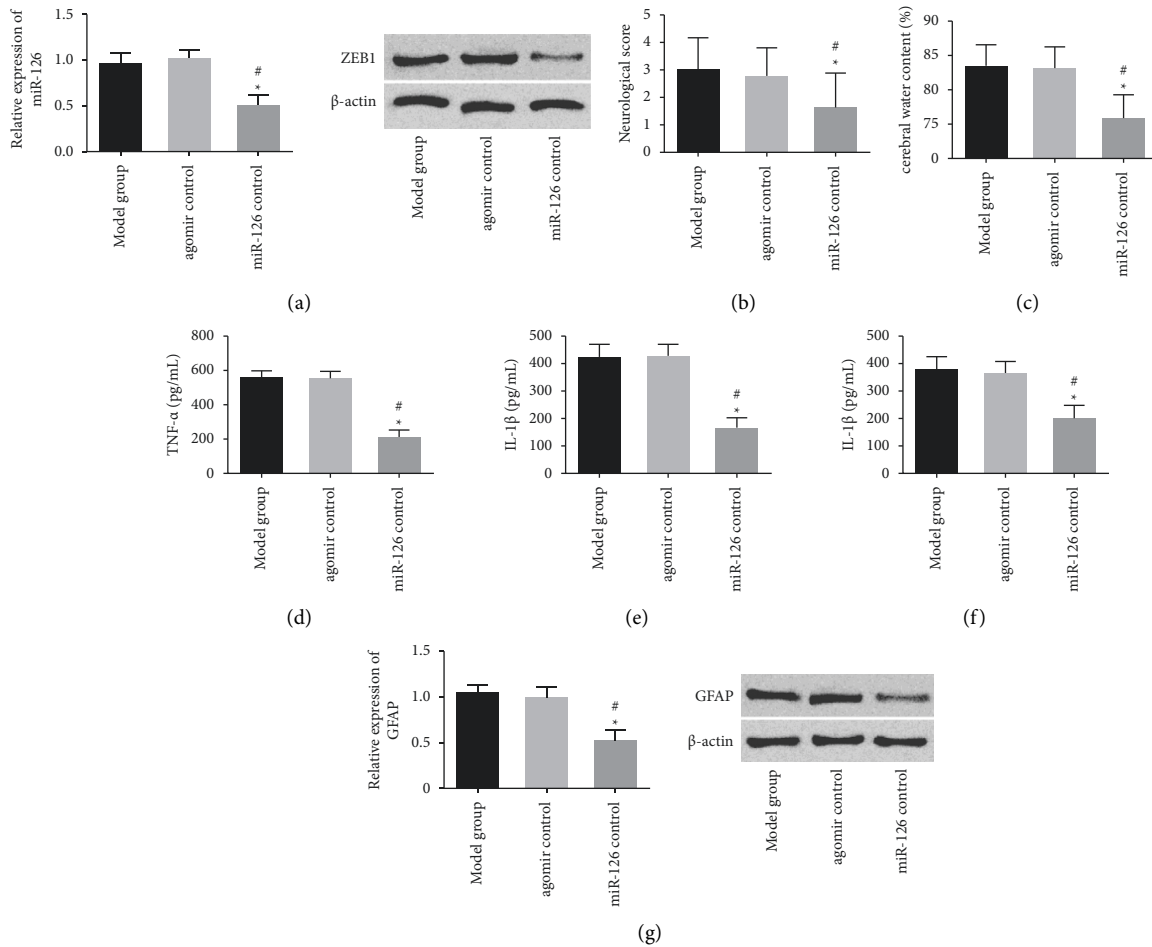 Relative expression of
miR-126
1.5
1.0
0.5
0.0
#
*
Model group
agomir control
miR-126 control
ZEB1
β-actin
Model group
agomir control
miR-126 control
(a)
Neurological score
5
4
3
2
1
0
#
*
Model group
agomir control
miR-126 control
(b)
cerebral water content (%)
90
85
80
75
0
#
*
Model group
agomir control
miR-126 control
(c)
TNF-α (pg/mL)
800
600
400
200
0
#
*
Model group
agomir control
miR-126 control
(d)
IL-1β (pg/mL)
500
400
300
200
100
0
#
*
Model group
agomir control
miR-126 control
(e)
IL-1β (pg/mL)
500
400
300
200
100
0
#
*
Model group
agomir control
miR-126 control
(f)
Relative expression of
GFAP
1.5
1.0
0.5
0
#
*
Model group
agomir control
miR-126 control
GFAP
β-actin
Model group
agomir control
miR-126 control
(g)